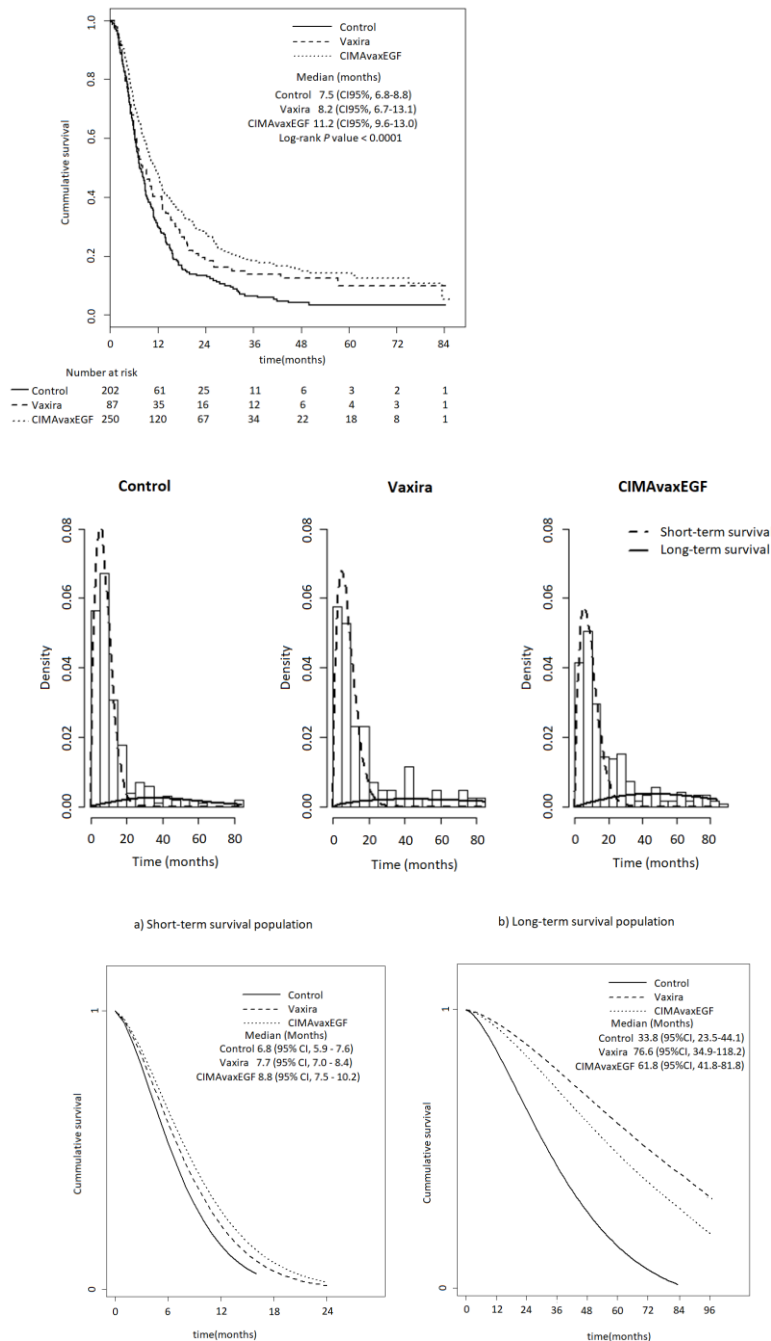 Control
Vaxira
CIMAvaxEGF
Median (months)
Control 7.5 (CI95%, 6.8-8.8)
Vaxira 8.2 (CI95%, 6.7-13.1)
CIMAvaxEGF 11.2 (CI95%, 9.6-13.0)
Log-rank P value < 0.0001
Cummulative survival
1.0
0.8
0.6
0.4
0.2
0.0
0 12 24 36 48 60 72 84
time(months)
Number at risk
Control 202 61 25 11 6 3 2 1
Vaxira 87 35 16 12 6 4 3 1
CIMAvaxEGF 250 120 67 34 22 18 8 1
Control
Density
0.08
0.06
0.04
0.02
0.00
0 20 40 60 80
Time (months)
Vaxira
Density
0.08
0.06
0.04
0.02
0.00
0 20 40 60 80
Time (months)
CIMAvaxEGF
Short-term surviva
Long-term survival
Density
0.08
0.06
0.04
0.02
0.00
0 20 40 60 80
Time (months)
a) Short-term survival population
Control
Vaxira
CIMAvaxEGF
Median (Months)
Control 6.8 (95% CI, 5.9 - 7.6)
Vaxira 7.7 (95% CI, 7.0 - 8.4)
CIMAvaxEGF 8.8 (95% CI, 7.5 - 10.2)
Cummulative survival
1
0
0 6 12 18 24
time(months)
b) Long-term survival population
Control
Vaxira
CIMAvaxEGF
Median (Months)
Control 33.8 (95%CI, 23.5-44.1)
Vaxira 76.6 (95%CI, 34.9-118.2)
CIMAvaxEGF 61.8 (95%CI, 41.8-81.8)
Cummulative survival
1
0
0 12 24 36 48 60 72 84 96
time(months)